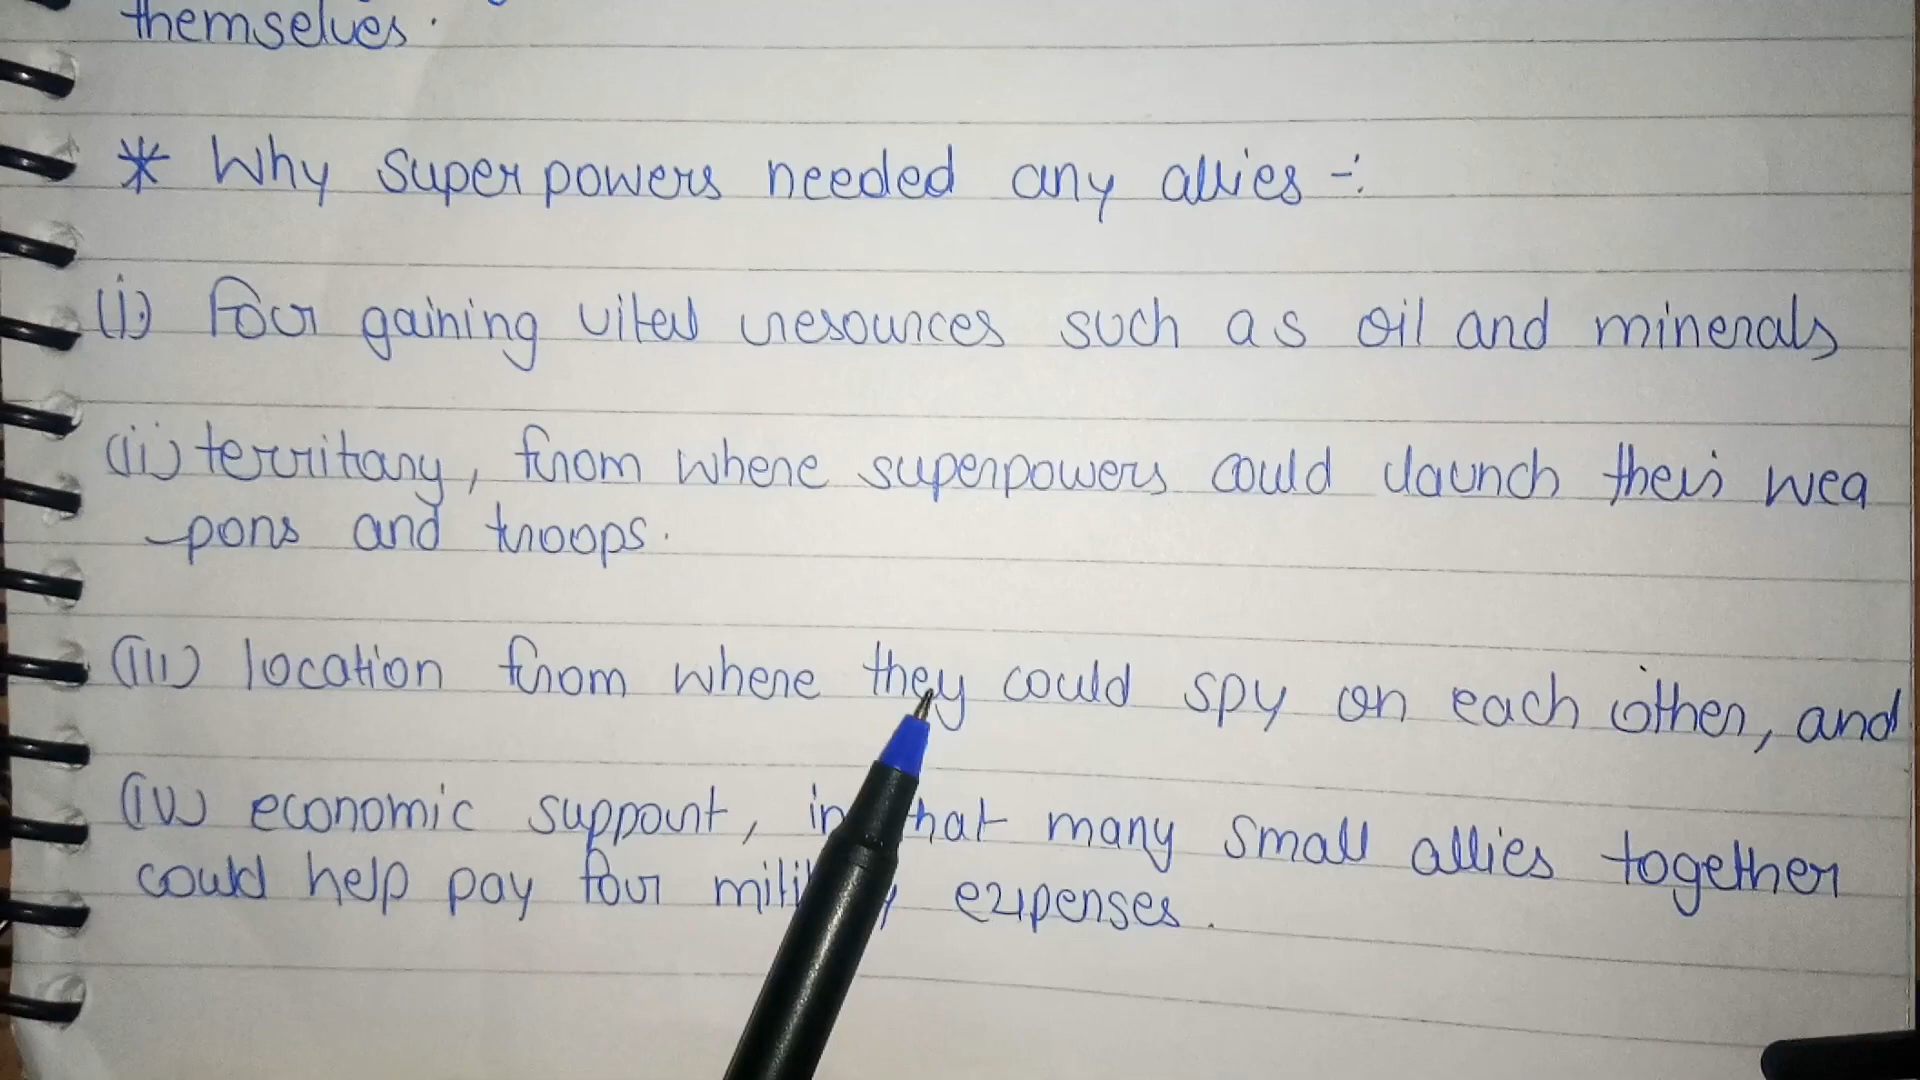 themselves.
* Why superpowers needed any allies -:
(i) For gaining vital resources such as oil and minerals
(ii) territory, from where superpowers could launch their wea
-pons and troops.
(iii) location from where they could spy on each other, and
(iv) economic support, in that many small allies together
could help pay for military expenses.